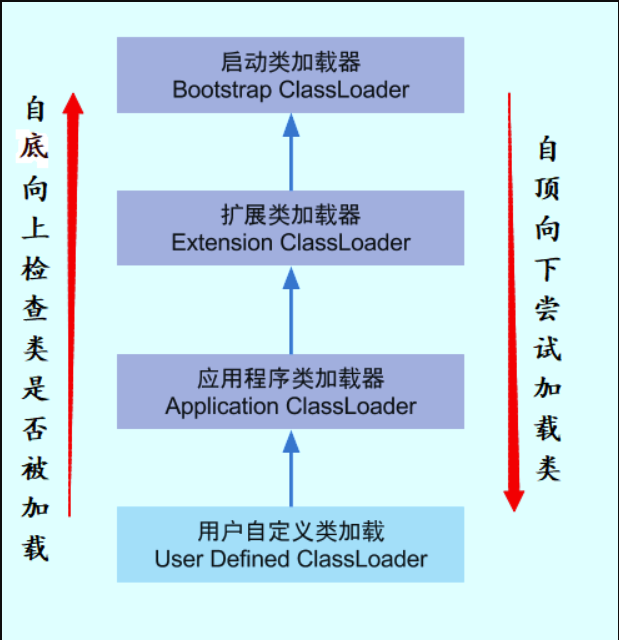 自底向上检查类是否被加载
启动类加载器
Bootstrap ClassLoader
扩展类加载器
Extension ClassLoader
应用程序类加载器
Application ClassLoader
用户自定义类加载
User Defined ClassLoader
自顶向下尝试加载类